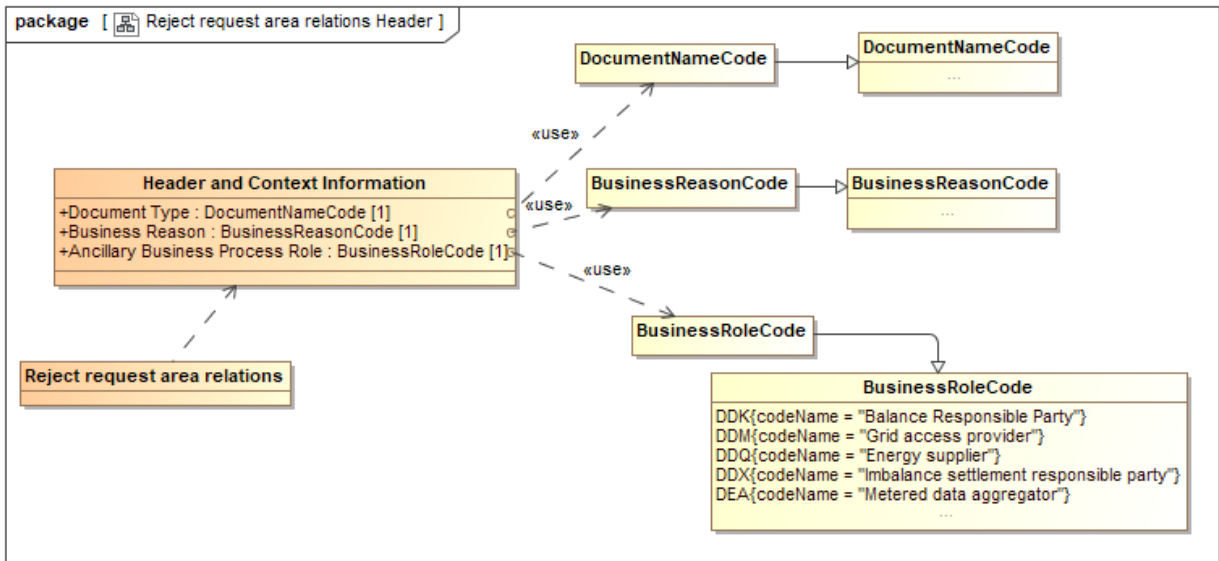 package [ Reject request area relations Header ]
DocumentNameCode
DocumentNameCode
...
«use»
Header and Context Information
+Document Type : DocumentNameCode [1]
+Business Reason : BusinessReasonCode [1]
+Ancillary Business Process Role : BusinessRoleCode [1]
«use»
BusinessReasonCode
BusinessReasonCode
...
«use»
BusinessRoleCode
Reject request area relations
BusinessRoleCode
DDK{codeName = "Balance Responsible Party"}
DDM{codeName = "Grid access provider"}
DDQ{codeName = "Energy supplier"}
DDX{codeName = "Imbalance settlement responsible party"}
DEA{codeName = "Metered data aggregator"}
...